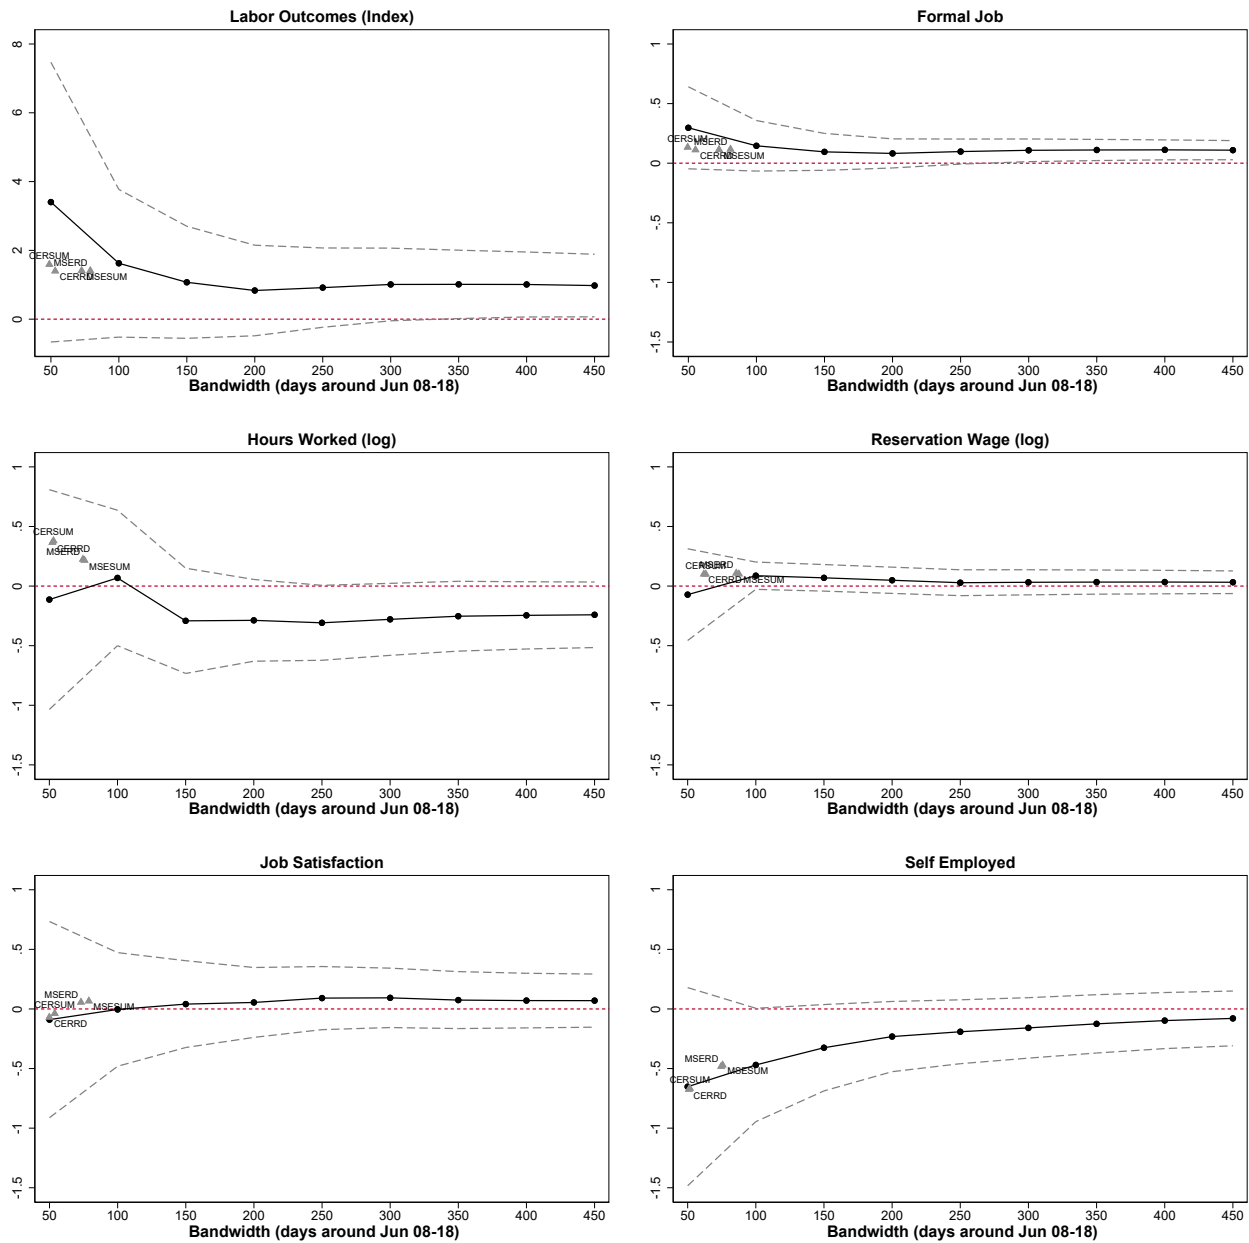 Labor Outcomes (Index)
8
6
4
2
0
CERSUM
MSERD
CERRD
MSESUM
50 100 150 200 250 300 350 400 450
Bandwidth (days around Jun 08-18)
Formal Job
1
.5
0
-.5
-1
-1.5
CERSUM
MSERD
CERRD
MSESUM
50 100 150 200 250 300 350 400 450
Bandwidth (days around Jun 08-18)
Hours Worked (log)
1
.5
0
-.5
-1
-1.5
CERSUM
CERRD
MSERD
MSESUM
50 100 150 200 250 300 350 400 450
Bandwidth (days around Jun 08-18)
Reservation Wage (log)
1
.5
0
-.5
-1
-1.5
MSERD
CERSUM
CERRD
MSESUM
50 100 150 200 250 300 350 400 450
Bandwidth (days around Jun 08-18)
Job Satisfaction
1
.5
0
-.5
-1
-1.5
MSERD
CERSUM
MSESUM
CERRD
50 100 150 200 250 300 350 400 450
Bandwidth (days around Jun 08-18)
Self Employed
1
.5
0
-.5
-1
-1.5
MSERD
MSESUM
CERSUM
CERRD
50 100 150 200 250 300 350 400 450
Bandwidth (days around Jun 08-18)